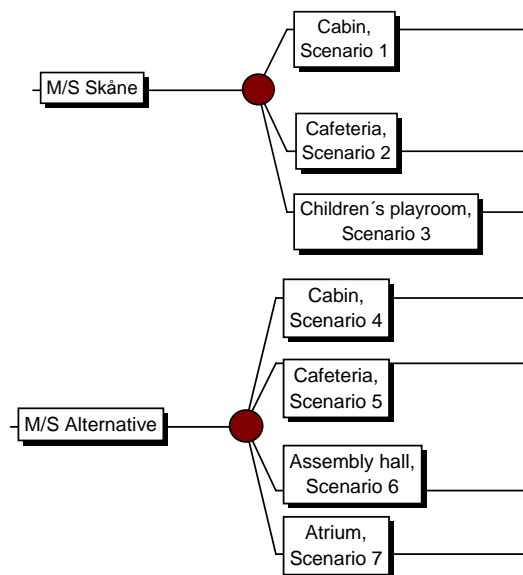 Cabin,
Scenario 1
M/S Skåne
Cafeteria,
Scenario 2
Children´s playroom,
Scenario 3
Cabin,
Scenario 4
Cafeteria,
Scenario 5
M/S Alternative
Assembly hall,
Scenario 6
Atrium,
Scenario 7